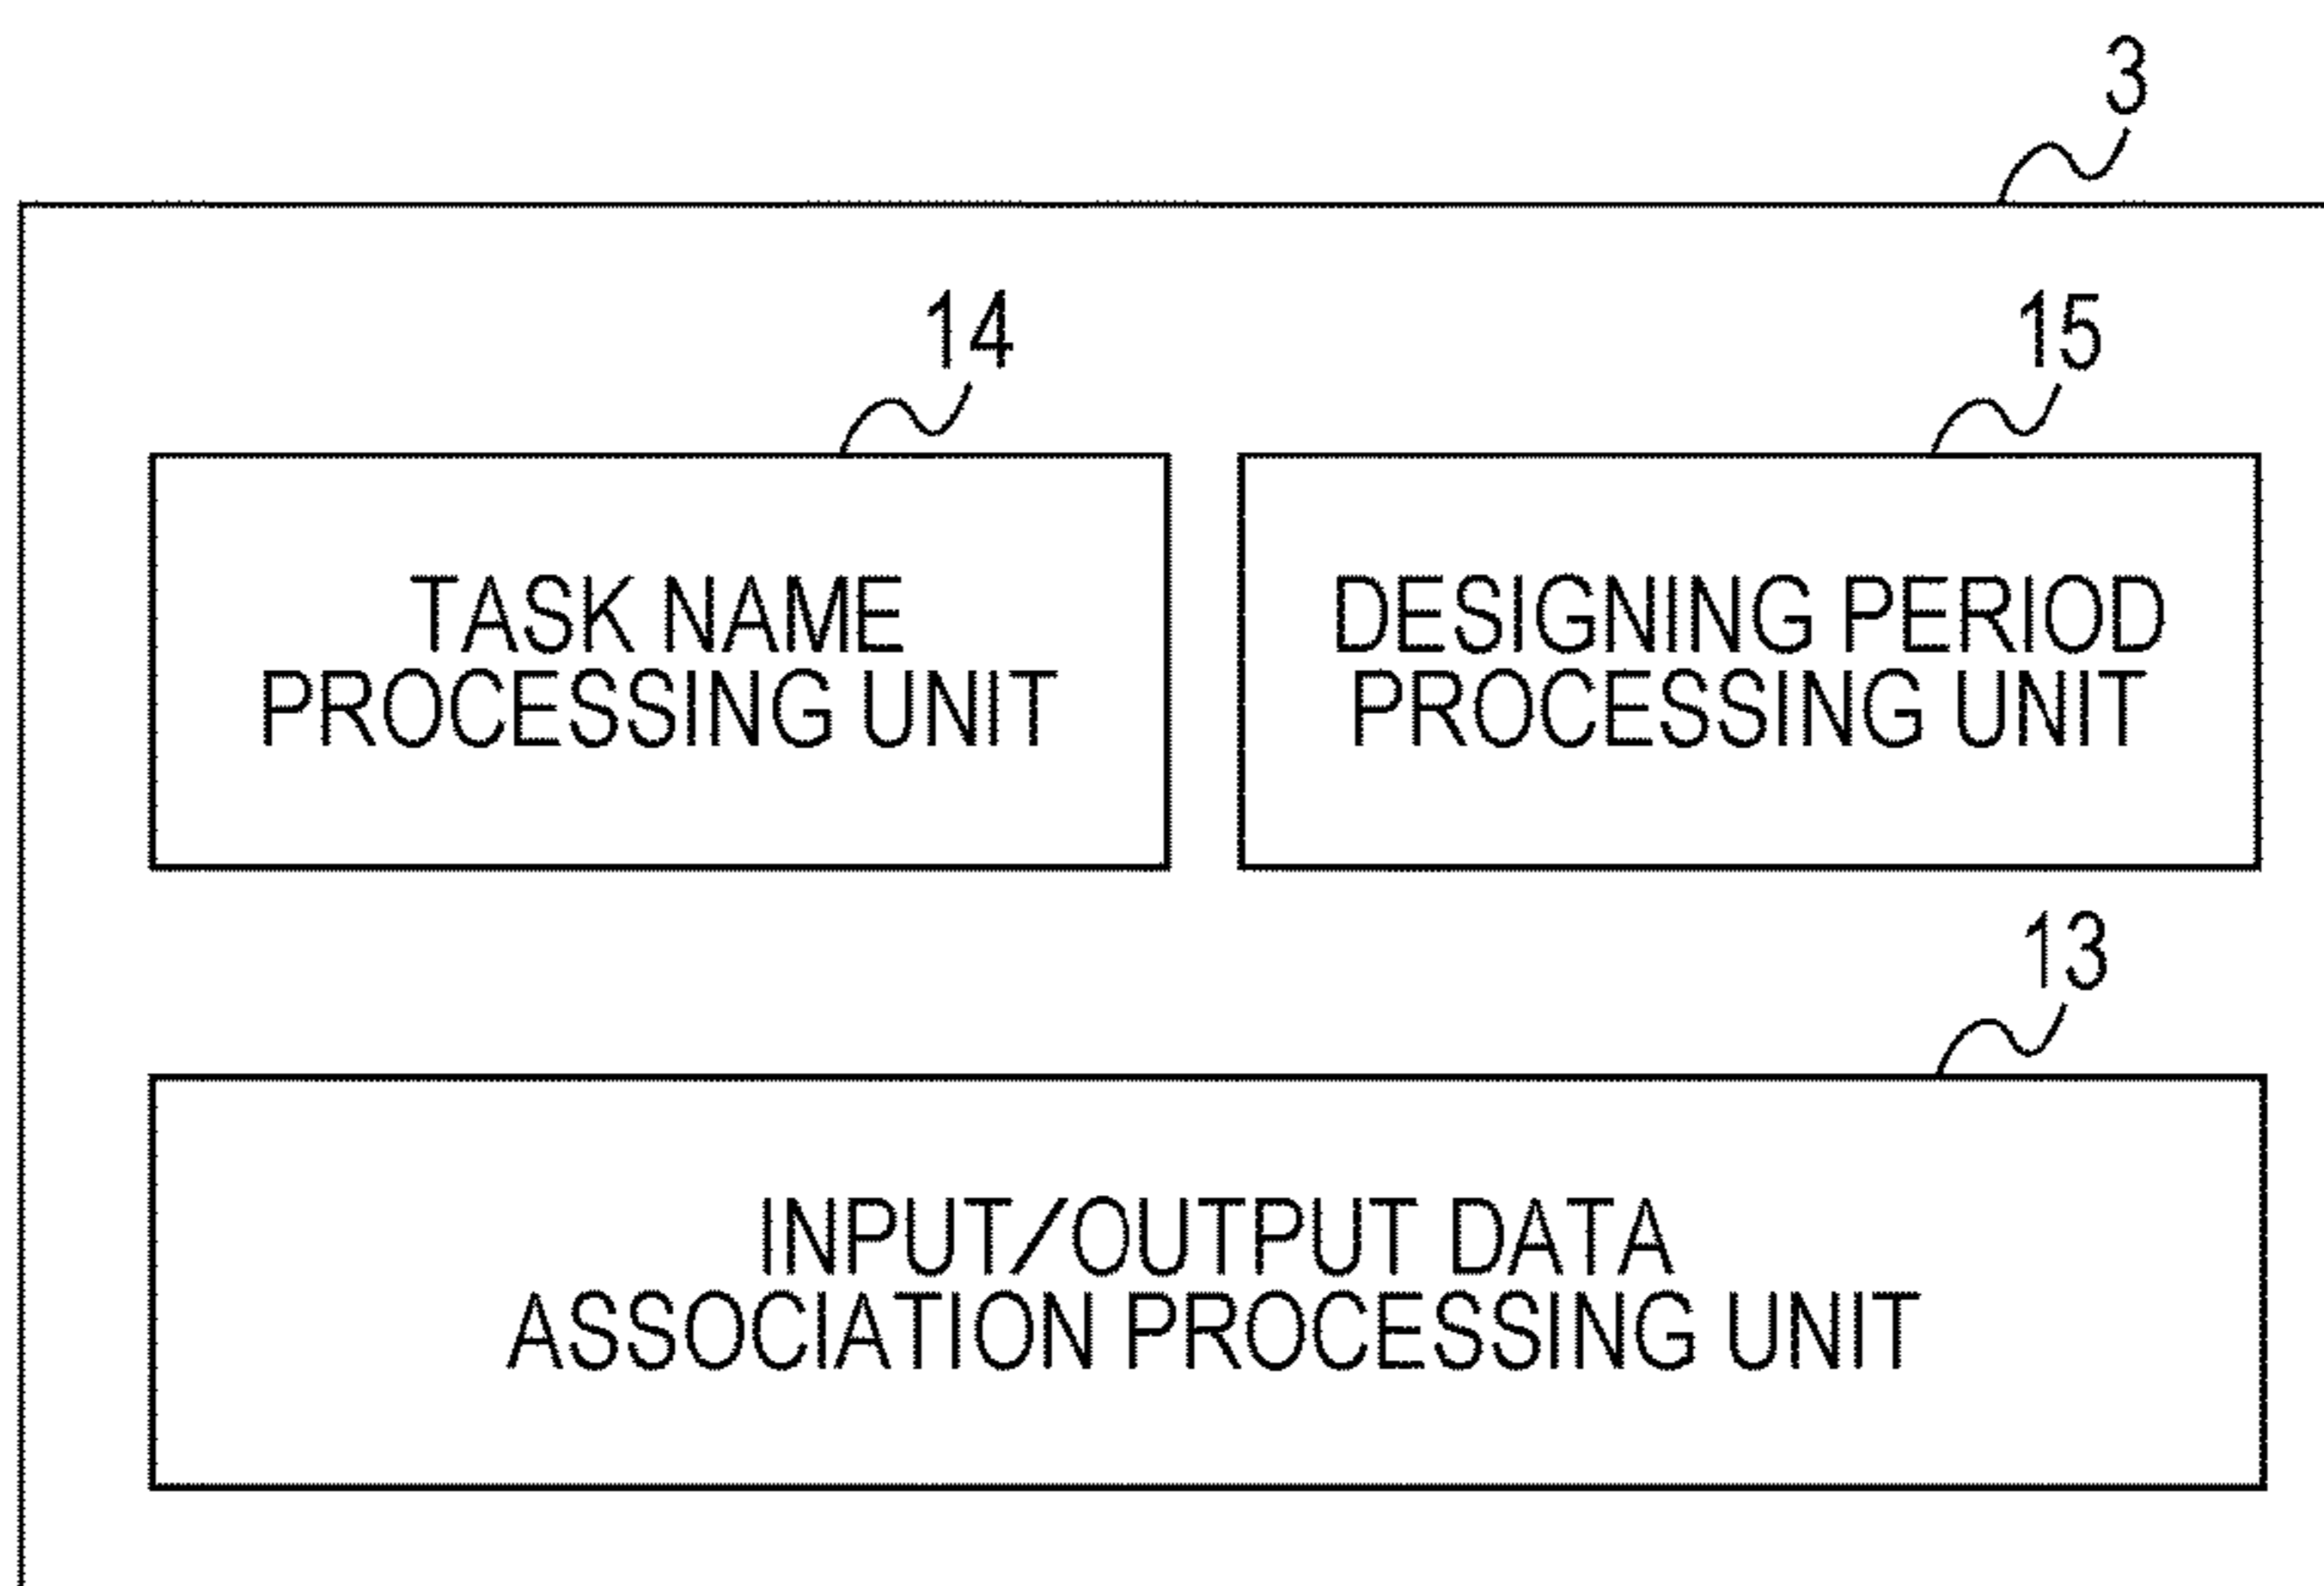 3
14
15
TASK NAME
PROCESSING UNIT
DESIGNING PERIOD
PROCESSING UNIT
13
INPUT/OUTPUT DATA
ASSOCIATION PROCESSING UNIT